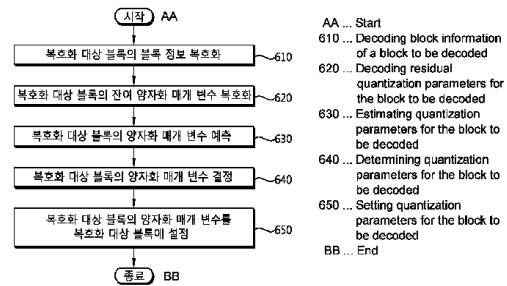 시작 AA
복호화 대상 블록의 블록 정보 복호화 610
복호화 대상 블록의 잔여 양자화 매개 변수 복호화 620
복호화 대상 블록의 양자화 매개 변수 예측 630
복호화 대상 블록의 양자화 매개 변수 결정 640
복호화 대상 블록의 양자화 매개 변수를
복호화 대상 블록에 설정 650
종료 BB
AA ... Start
610 ... Decoding block information
of a block to be decoded
620 ... Decoding residual
quantization parameters for
the block to be decoded
630 ... Estimating quantization
parameters for the block to
be decoded
640 ... Determining quantization
parameters for the block to
be decoded
650 ... Setting quantization
parameters for the block to
be decoded
BB ... End